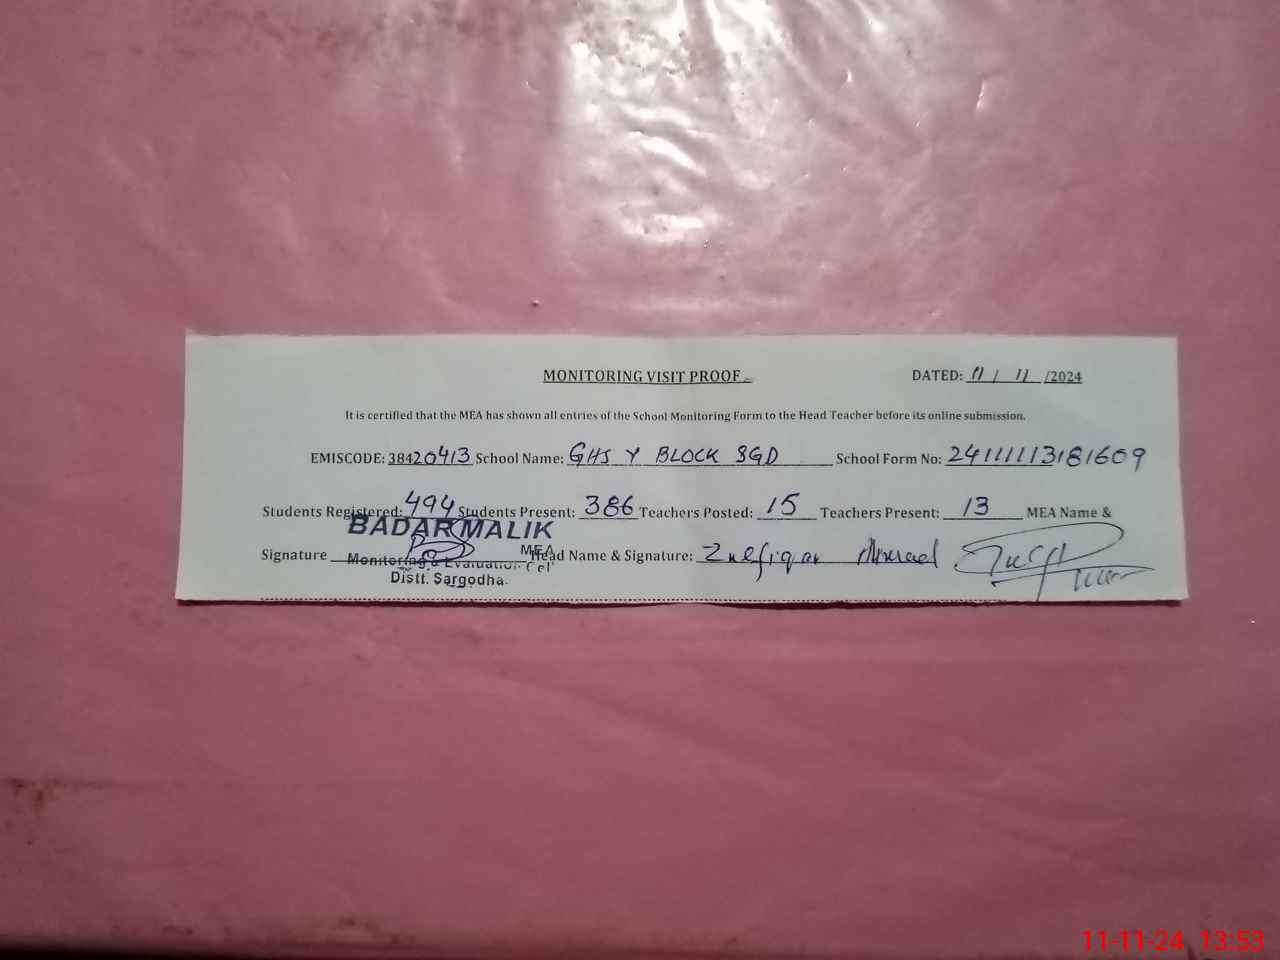 MONITORING VISIT PROOF
DATED: 11 / 11 /2024
It is certified that the MEA has shown all entries of the School Monitoring Form to the Head Teacher before its online submission.
EMISCODE: 38420413 School Name: GHS Y BLOCK SGD School Form No: 24111113181609
Students Registered: 494 Students Present: 386 Teachers Posted: 15 Teachers Present: 13 MEA Name &
BADAR MALIK
Signature MEA Head Name & Signature: Zulfiqar Ahmad
Monitoring & Evaluation Cell
Distt. Sargodha.
11-11-24 13:53